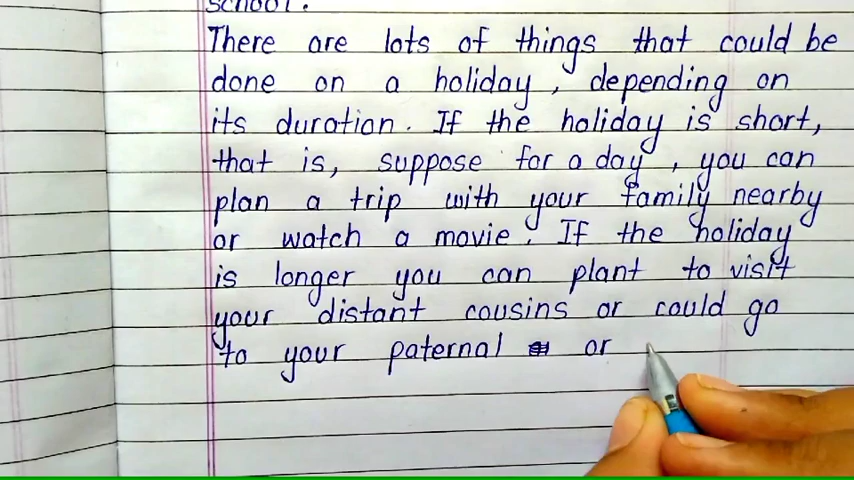 school.
There are lots of things that could be
done on a holiday, depending on
its duration. If the holiday is short,
that is, suppose for a day, you can
plan a trip with your family nearby
or watch a movie. If the holiday
is longer you can plant to visit
your distant cousins or could go
to your paternal or